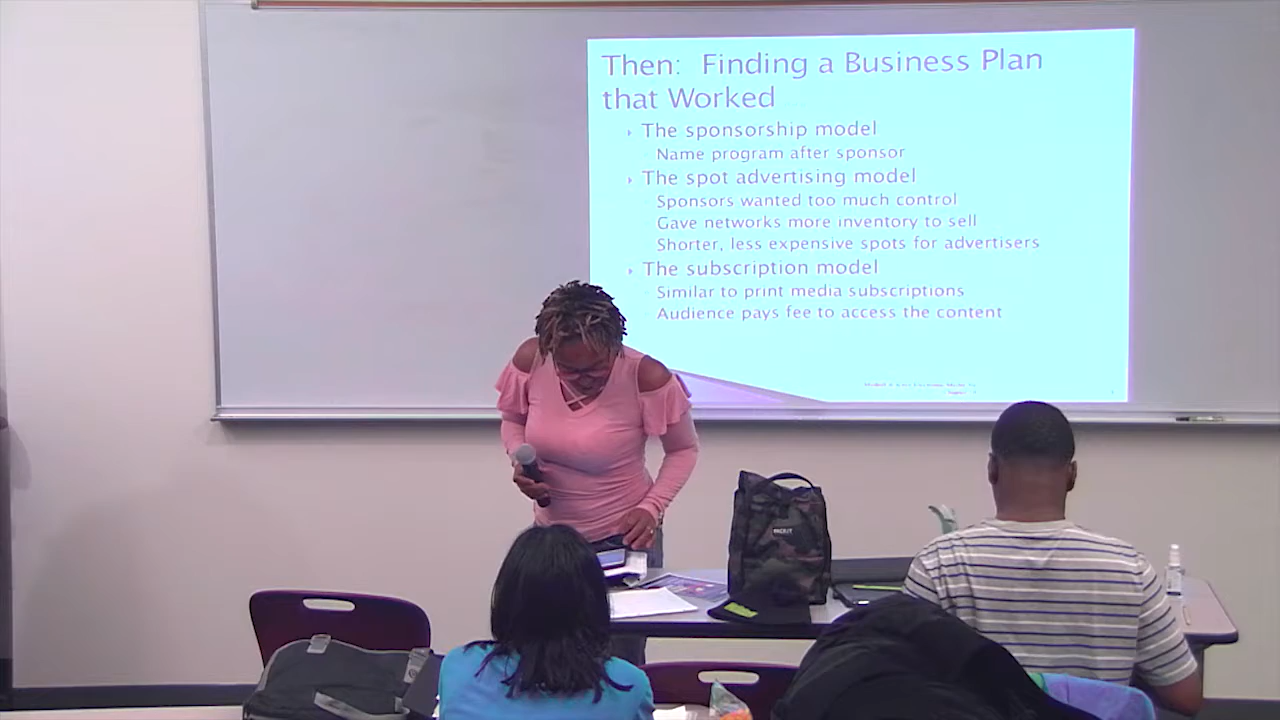 Then: Finding a Business Plan
that Worked
The sponsorship model
Name program after sponsor
The spot advertising model
Sponsors wanted too much control
Gave networks more inventory to sell
Shorter, less expensive spots for advertisers
The subscription model
Similar to print media subscriptions
Audience pays fee to access the content
PACKIT